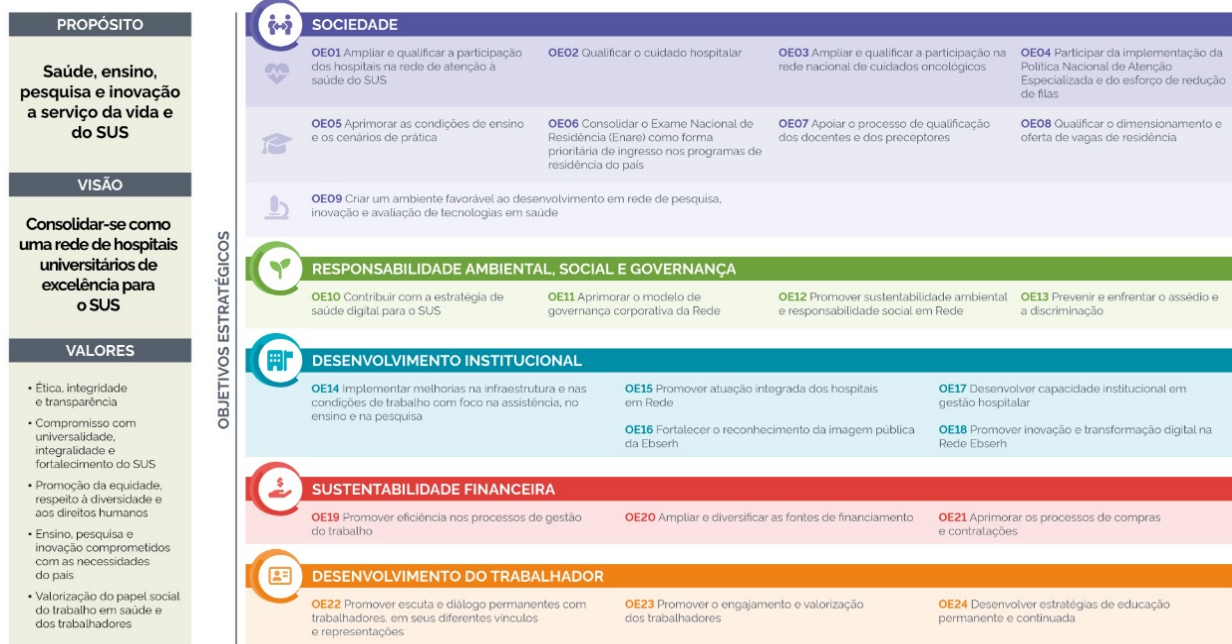 PROPÓSITO
Saúde, ensino,
pesquisa e inovação
a serviço da vida e
do SUS
VISÃO
Consolidar-se como
uma rede de hospitais
universitários de
excelência para
o SUS
VALORES
• Ética, integridade
e transparência
• Compromisso com
universalidade,
integralidade e
fortalecimento do SUS
• Promoção da equidade,
respeito à diversidade e
aos direitos humanos
• Ensino, pesquisa e
inovação comprometidos
com as necessidades
do país
• Valorização do papel social
do trabalho em saúde e
dos trabalhadores
OBJETIVOS ESTRATÉGICOS
SOCIEDADE
OE01 Ampliar e qualificar a participação
dos hospitais na rede de atenção à
saúde do SUS
OE02 Qualificar o cuidado hospitalar
OE03 Ampliar e qualificar a participação na
rede nacional de cuidados oncológicos
OE04 Participar da implementação da
Política Nacional de Atenção
Especializada e do esforço de redução
de filas
OE05 Aprimorar as condições de ensino
e os cenários de prática
OE06 Consolidar o Exame Nacional de
Residência (Enare) como forma
prioritária de ingresso nos programas de
residência do país
OE07 Apoiar o processo de qualificação
dos docentes e dos preceptores
OE08 Qualificar o dimensionamento e
oferta de vagas de residência
OE09 Criar um ambiente favorável ao desenvolvimento em rede de pesquisa,
inovação e avaliação de tecnologias em saúde
RESPONSABILIDADE AMBIENTAL, SOCIAL E GOVERNANÇA
OE10 Contribuir com a estratégia de
saúde digital para o SUS
OE11 Aprimorar o modelo de
governança corporativa da Rede
OE12 Promover sustentabilidade ambiental
e responsabilidade social em Rede
OE13 Prevenir e enfrentar o assédio e
a discriminação
DESENVOLVIMENTO INSTITUCIONAL
OE14 Implementar melhorias na infraestrutura e nas
condições de trabalho com foco na assistência, no
ensino e na pesquisa
OE15 Promover atuação integrada dos hospitais
em Rede
OE16 Fortalecer o reconhecimento da imagem pública
da Ebserh
OE17 Desenvolver capacidade institucional em
gestão hospitalar
OE18 Promover inovação e transformação digital na
Rede Ebserh
SUSTENTABILIDADE FINANCEIRA
OE19 Promover eficiência nos processos de gestão
do trabalho
OE20 Ampliar e diversificar as fontes de financiamento
OE21 Aprimorar os processos de compras
e contratações
DESENVOLVIMENTO DO TRABALHADOR
OE22 Promover escuta e diálogo permanentes com
trabalhadores, em seus diferentes vínculos
e representações
OE23 Promover o engajamento e valorização
dos trabalhadores
OE24 Desenvolver estratégias de educação
permanente e continuada